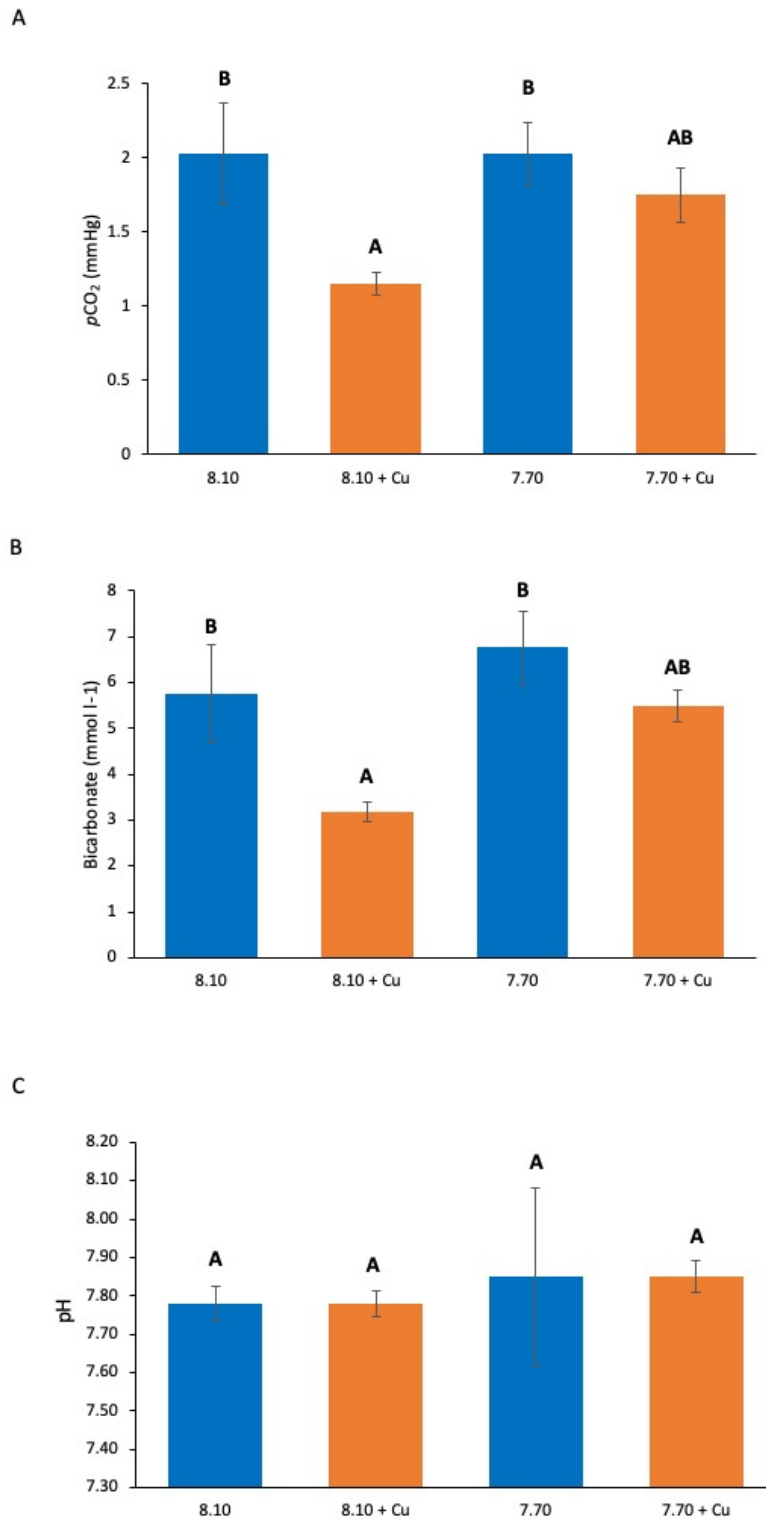 A
2.5
2
1.5
1
0.5
0
pCO₂ (mmHg)
B
A
B
AB
8.10
8.10 + Cu
7.70
7.70 + Cu
B
8
7
6
5
4
3
2
1
0
Bicarbonate (mmol l-1)
B
A
B
AB
8.10
8.10 + Cu
7.70
7.70 + Cu
C
8.20
8.10
8.00
7.90
7.80
7.70
7.60
7.50
7.40
7.30
pH
A
A
A
A
8.10
8.10 + Cu
7.70
7.70 + Cu